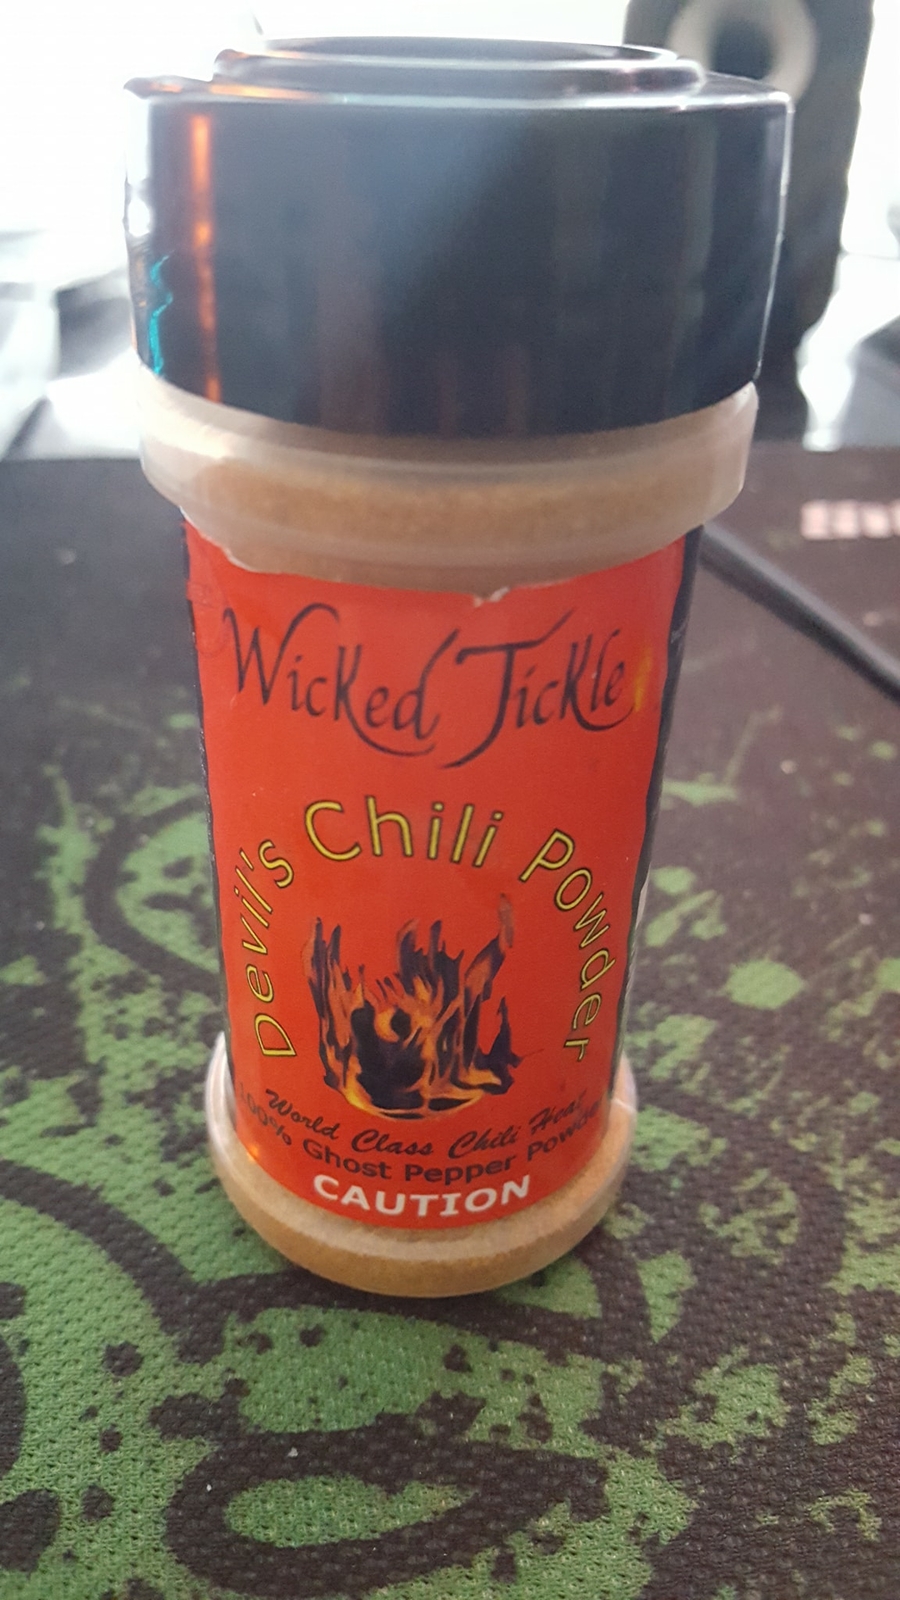 Wicked Tickle
Devil's Chili Powder
World Class Chili Heat
100% Ghost Pepper Powder
CAUTION